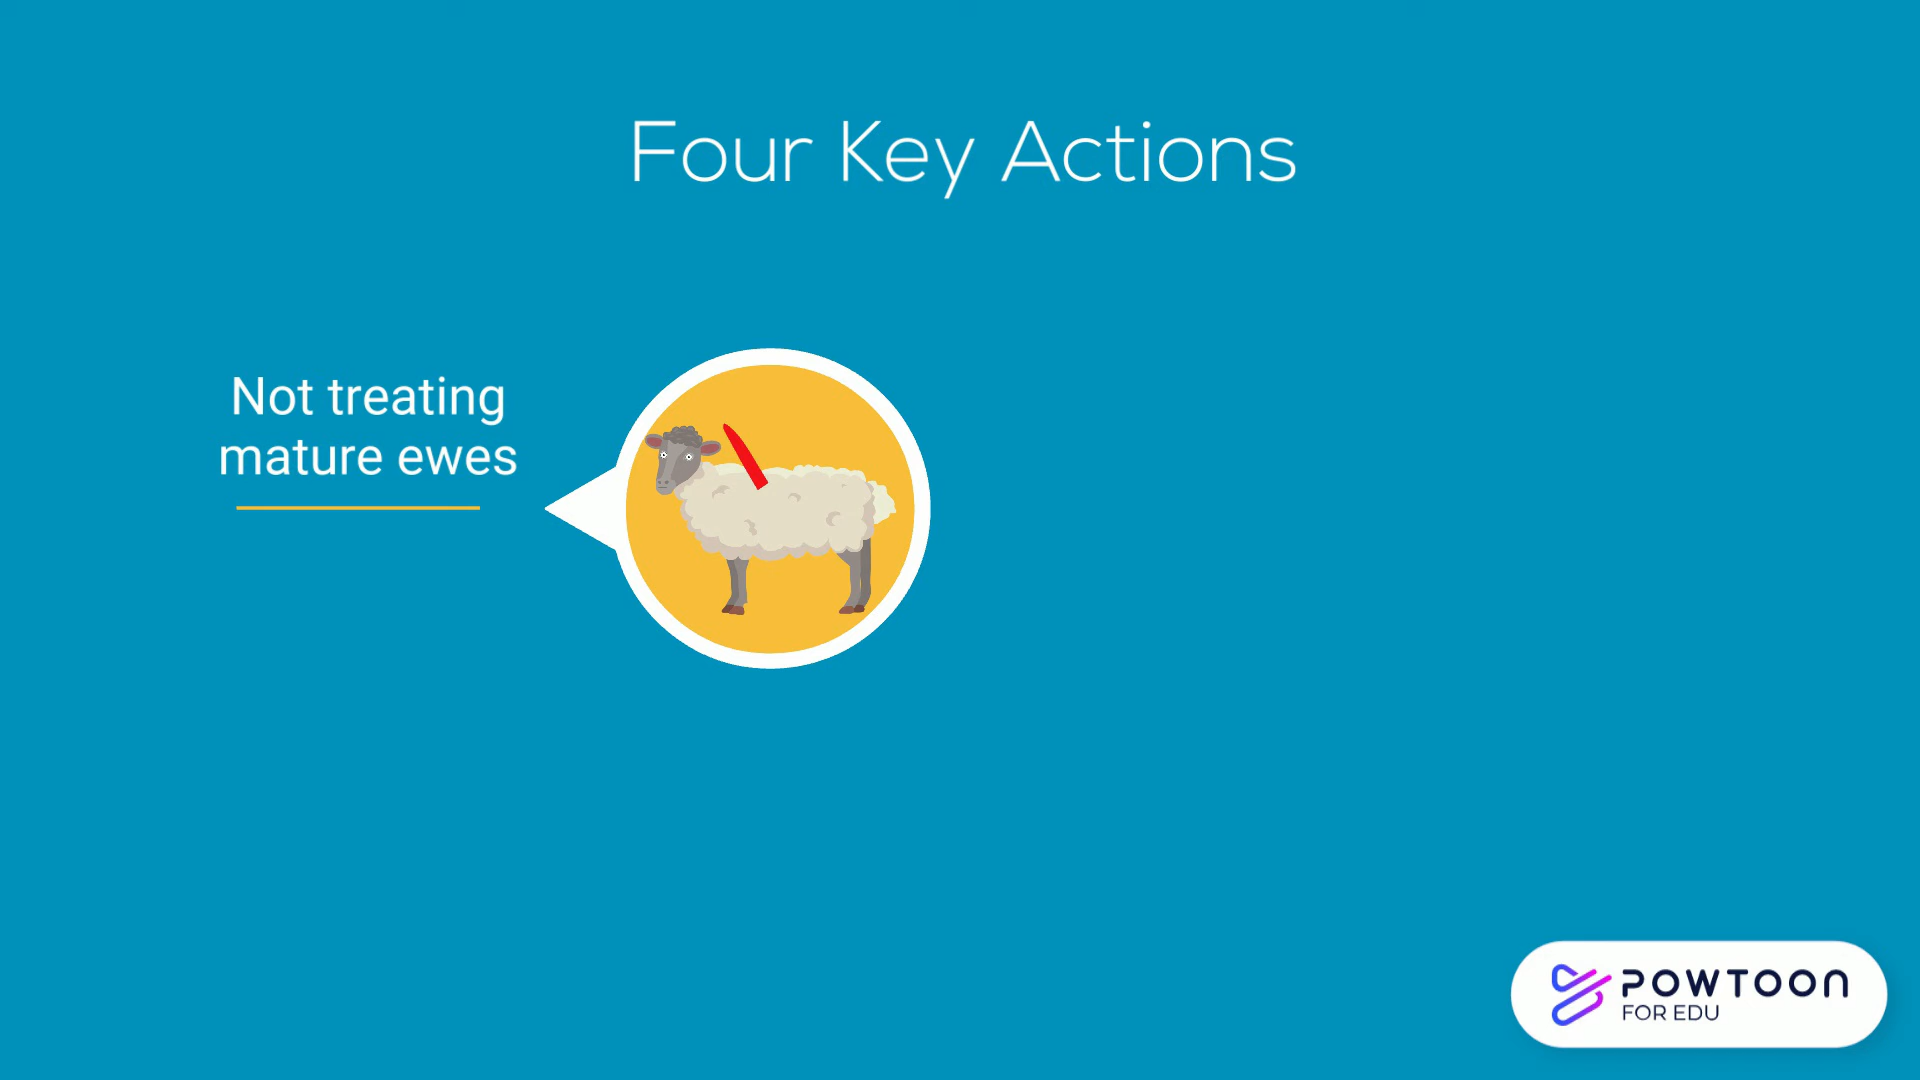 Four Key Actions
Not treating
mature ewes
POWTOON
FOR EDU